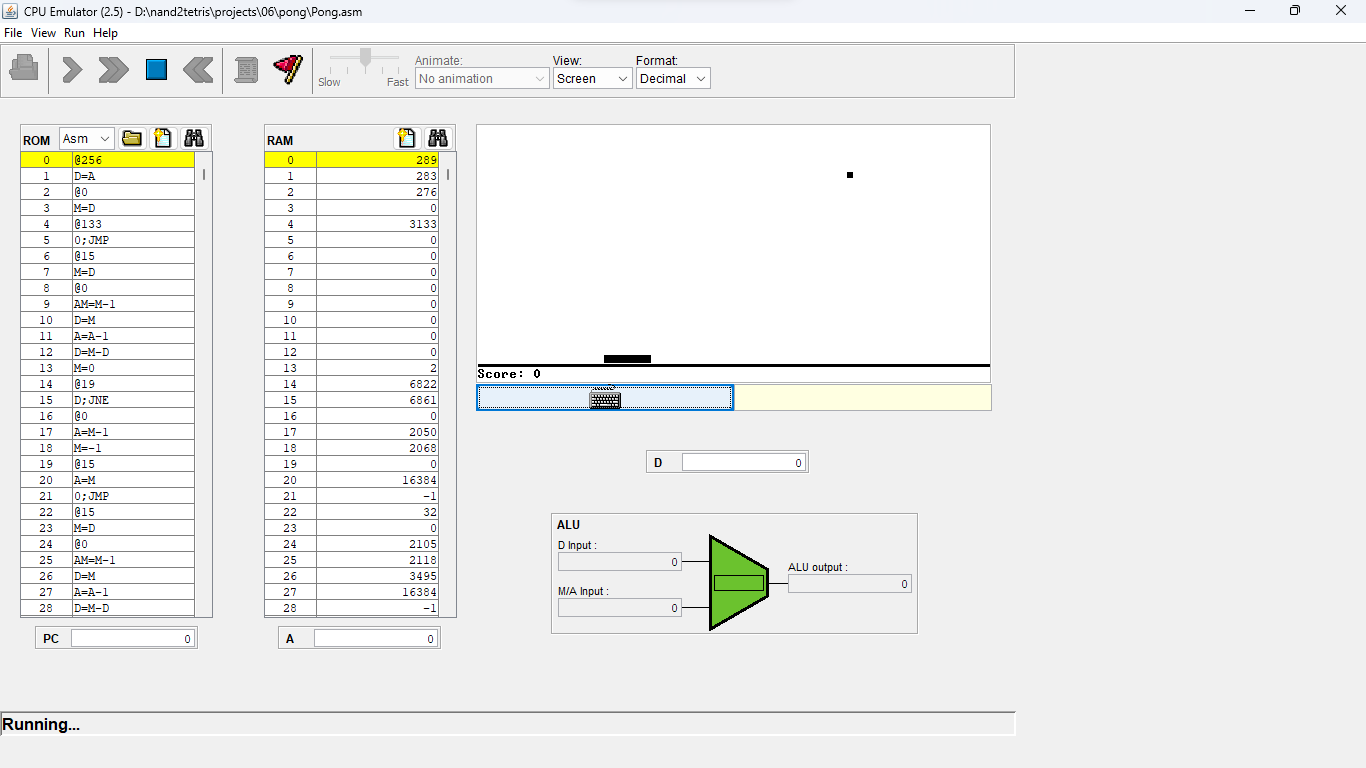 CPU Emulator (2.5) - D:\nand2tetris\projects\06\pong\Pong.asm
File View Run Help
Slow Fast
Animate:
No animation
View:
Screen
Format:
Decimal
ROM Asm
0 @256
1 D=A
2 @0
3 M=D
4 @133
5 0;JMP
6 @15
7 M=D
8 @0
9 AM=M-1
10 D=M
11 A=A-1
12 D=M-D
13 M=0
14 @19
15 D;JNE
16 @0
17 A=M-1
18 M=-1
19 @15
20 A=M
21 0;JMP
22 @15
23 M=D
24 @0
25 AM=M-1
26 D=M
27 A=A-1
28 D=M-D
PC 0
RAM
0 289
1 283
2 276
3 0
4 3133
5 0
6 0
7 0
8 0
9 0
10 0
11 0
12 0
13 2
14 6822
15 6861
16 0
17 2050
18 2068
19 0
20 16384
21 -1
22 32
23 0
24 2105
25 2118
26 3495
27 16384
28 -1
A 0
Score: 0
D 0
ALU
D Input :
0
M/A Input :
0
ALU output :
0
Running...